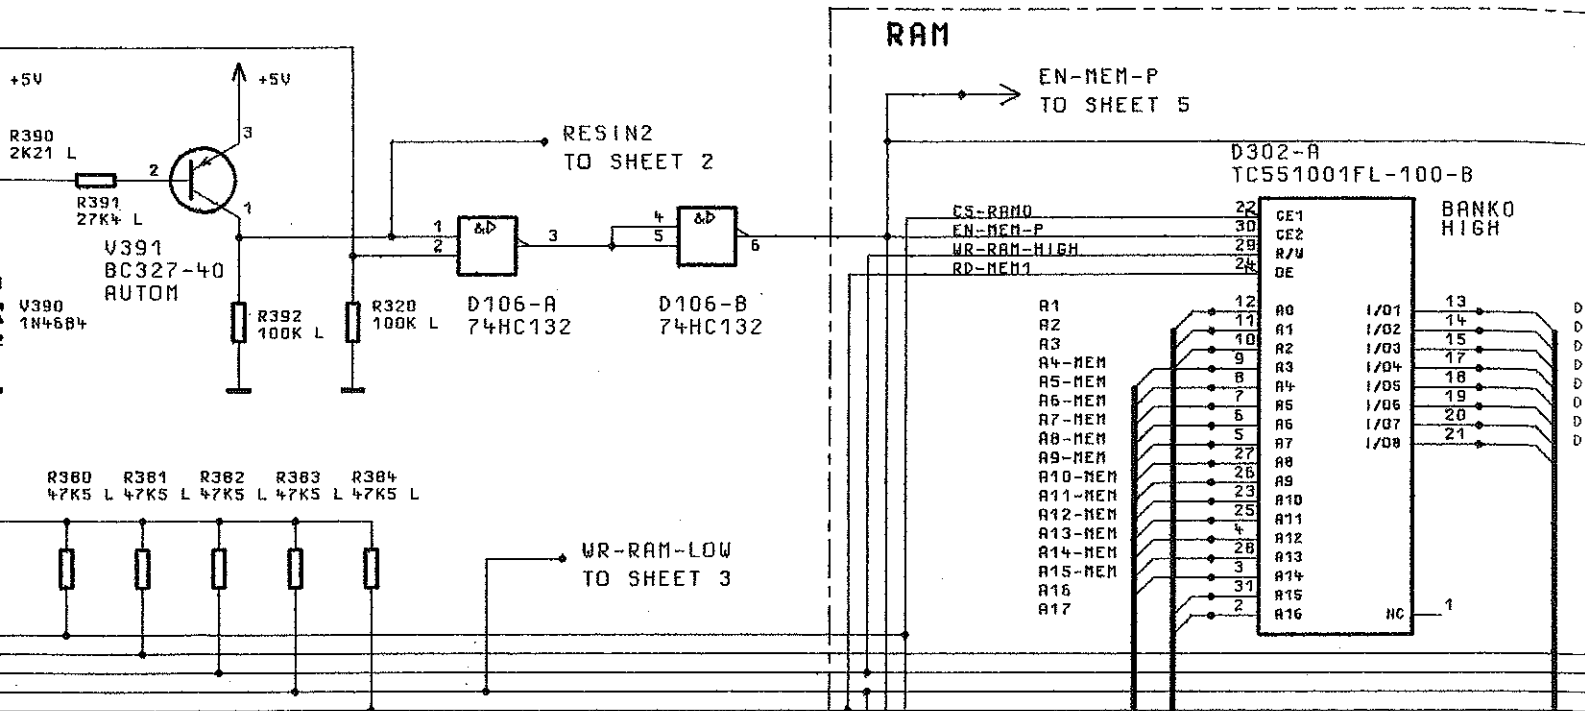 RAM
+5V
+5V
EN-MEM-P
TO SHEET 5
R390
2K21 L
3
2
1
R391
27K4 L
V391
BC327-40
AUTOM
V390
1N4684
RESIN2
TO SHEET 2
R392
100K L
R320
100K L
1
2
&D
3
D106-A
74HC132
4
5
&D
6
D106-B
74HC132
D302-A
TC551001FL-100-B
BANK0
HIGH
CS-RAM0 22 CE1
EN-MEM-P 30 CE2
WR-RAM-HIGH 29 R/W
RD-MEM1 24 OE
A1 12 A0 I/O1 13 D
A2 11 A1 I/O2 14 D
A3 10 A2 I/O3 15 D
A4-MEM 9 A3 I/O4 17 D
A5-MEM 8 A4 I/O5 18 D
A6-MEM 7 A5 I/O6 19 D
A7-MEM 6 A6 I/O7 20 D
A8-MEM 5 A7 I/O8 21 D
A9-MEM 27 A8
A10-MEM 26 A9
A11-MEM 23 A10
A12-MEM 25 A11
A13-MEM 4 A12
A14-MEM 28 A13
A15-MEM 3 A14
A16 31 A15
A17 2 A16 NC 1
R380 R381 R382 R383 R384
47K5 L 47K5 L 47K5 L 47K5 L 47K5 L
WR-RAM-LOW
TO SHEET 3